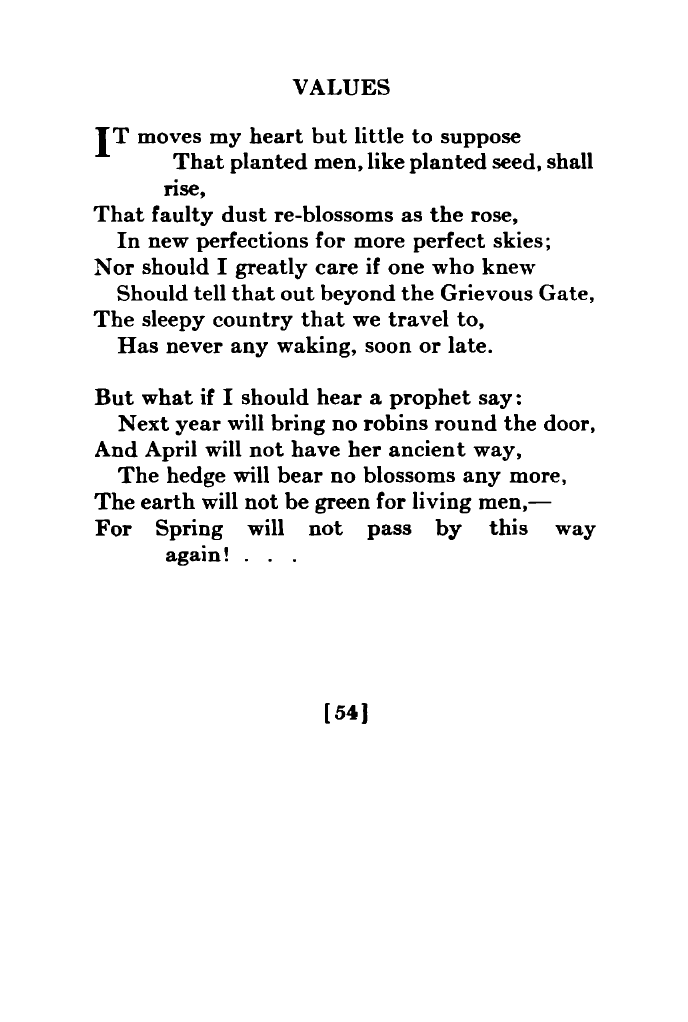 VALUES
IT moves my heart but little to suppose
That planted men, like planted seed, shall
rise,
That faulty dust re-blossoms as the rose,
In new perfections for more perfect skies;
Nor should I greatly care if one who knew
Should tell that out beyond the Grievous Gate,
The sleepy country that we travel to,
Has never any waking, soon or late.
But what if I should hear a prophet say:
Next year will bring no robins round the door,
And April will not have her ancient way,
The hedge will bear no blossoms any more,
The earth will not be green for living men,—
For Spring will not pass by this way
again! . . .
[54]